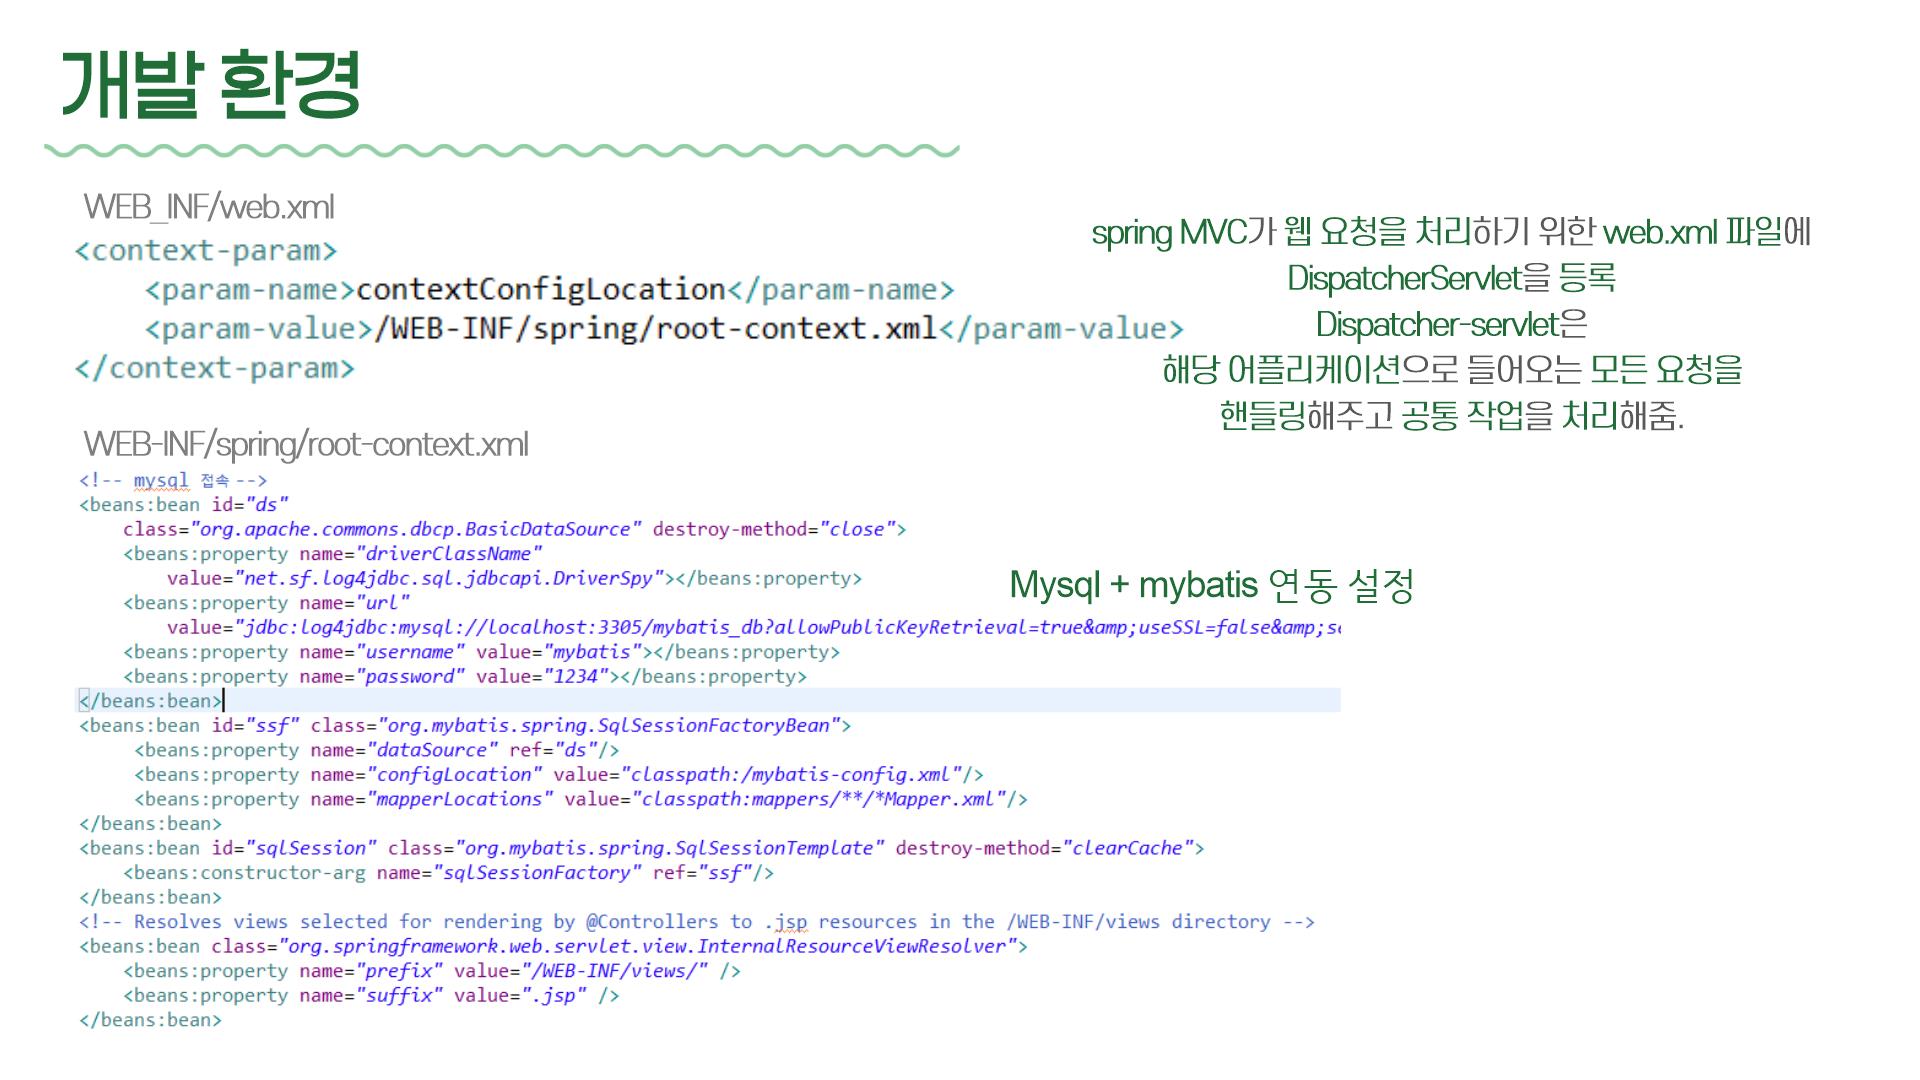 개발 환경
WEB_INF/web.xml
<context-param>
<param-name>contextConfigLocation</param-name>
<param-value>/WEB-INF/spring/root-context.xml</param-value>
</context-param>
spring MVC가 웹 요청을 처리하기 위한 web.xml 파일에
DispatcherServlet을 등록
Dispatcher-servlet은
해당 어플리케이션으로 들어오는 모든 요청을
핸들링해주고 공통 작업을 처리해줌.
WEB-INF/spring/root-context.xml
<!-- mysql 접속 -->
<beans:bean id="ds"
class="org.apache.commons.dbcp.BasicDataSource" destroy-method="close">
<beans:property name="driverClassName"
value="net.sf.log4jdbc.sql.jdbcapi.DriverSpy"></beans:property>
<beans:property name="url"
value="jdbc:log4jdbc:mysql://localhost:3305/mybatis_db?allowPublicKeyRetrieval=true&amp;useSSL=false&amp;s
<beans:property name="username" value="mybatis"></beans:property>
<beans:property name="password" value="1234"></beans:property>
</beans:bean>
<beans:bean id="ssf" class="org.mybatis.spring.SqlSessionFactoryBean">
<beans:property name="dataSource" ref="ds"/>
<beans:property name="configLocation" value="classpath:/mybatis-config.xml"/>
<beans:property name="mapperLocations" value="classpath:mappers/**/*Mapper.xml"/>
</beans:bean>
<beans:bean id="sqlSession" class="org.mybatis.spring.SqlSessionTemplate" destroy-method="clearCache">
<beans:constructor-arg name="sqlSessionFactory" ref="ssf"/>
</beans:bean>
<!-- Resolves views selected for rendering by @Controllers to .jsp resources in the /WEB-INF/views directory -->
<beans:bean class="org.springframework.web.servlet.view.InternalResourceViewResolver">
<beans:property name="prefix" value="/WEB-INF/views/" />
<beans:property name="suffix" value=".jsp" />
</beans:bean>
Mysql + mybatis 연동 설정